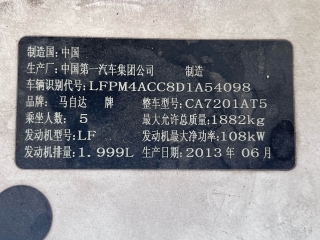 制造国:中国
生产厂:中国第一汽车集团公司 制造
车辆识别代号:LFPM4ACC8D1A54098
品牌:马自达 牌 整车型号:CA7201AT5
乘坐人数:5 最大允许总质量:1882kg
发动机型号:LF 发动机最大净功率:108kW
发动机排量:1.999L 生产日期:2013年06月